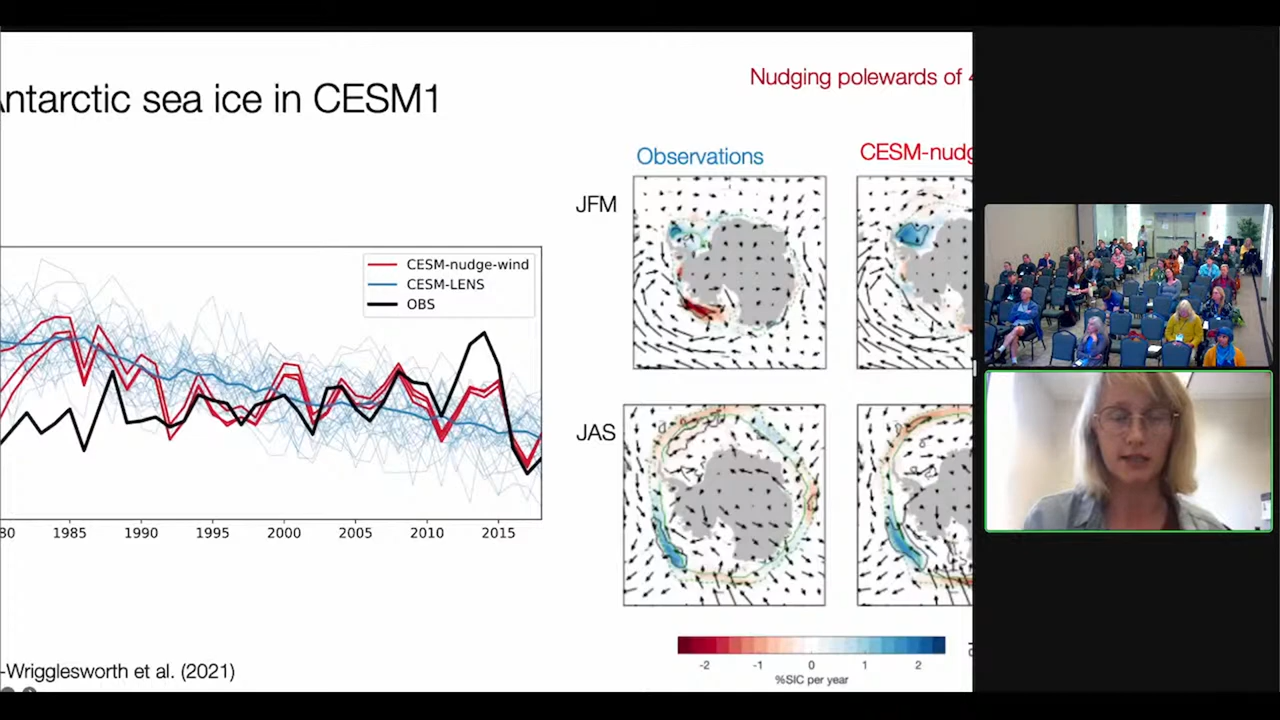 Antarctic sea ice in CESM1
Nudging polewards of
Observations
CESM-nudg
JFM
CESM-nudge-wind
CESM-LENS
OBS
JAS
80 1985 1990 1995 2000 2005 2010 2015
-2 -1 0 1 2
%SIC per year
-Wrigglesworth et al. (2021)